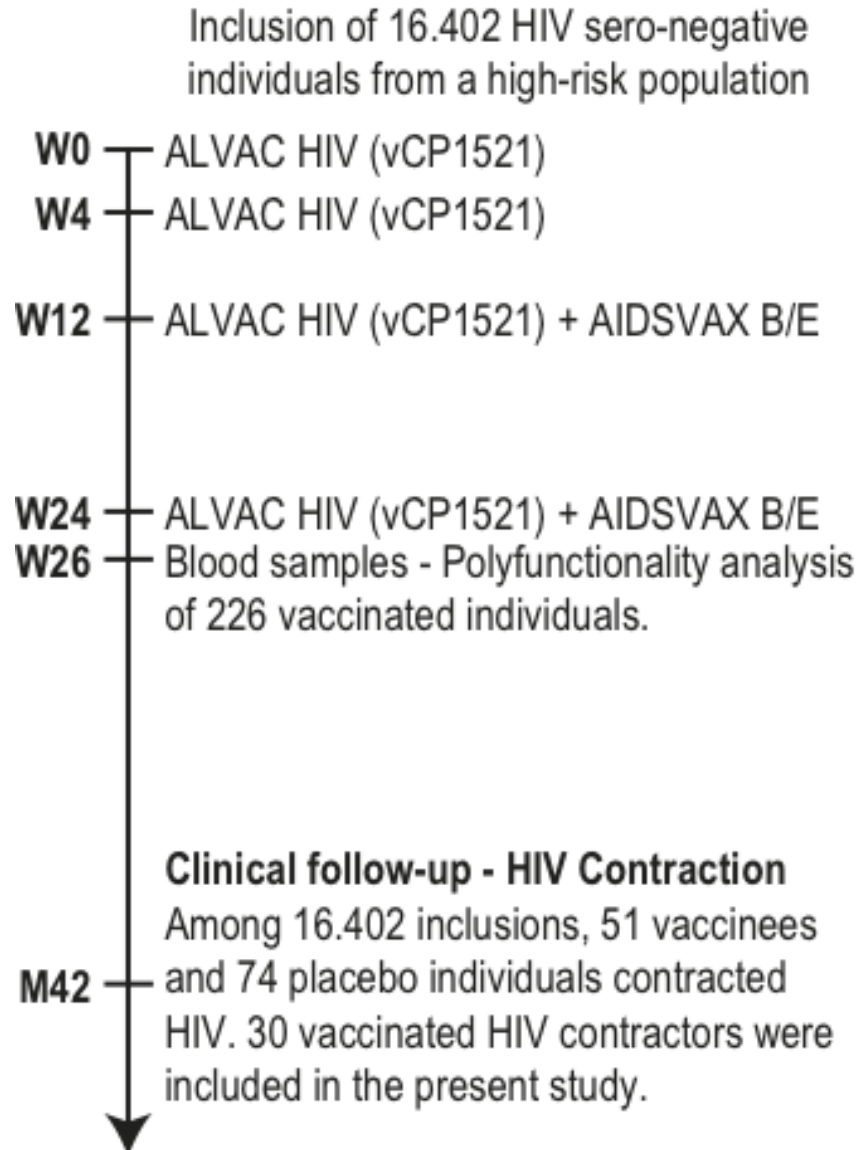 Inclusion of 16.402 HIV sero-negative
individuals from a high-risk population
W0 ALVAC HIV (vCP1521)
W4 ALVAC HIV (vCP1521)
W12 ALVAC HIV (vCP1521) + AIDSVAX B/E
W24 ALVAC HIV (vCP1521) + AIDSVAX B/E
W26 Blood samples - Polyfunctionality analysis
of 226 vaccinated individuals.
Clinical follow-up - HIV Contraction
Among 16.402 inclusions, 51 vaccinees
M42 and 74 placebo individuals contracted
HIV. 30 vaccinated HIV contractors were
included in the present study.